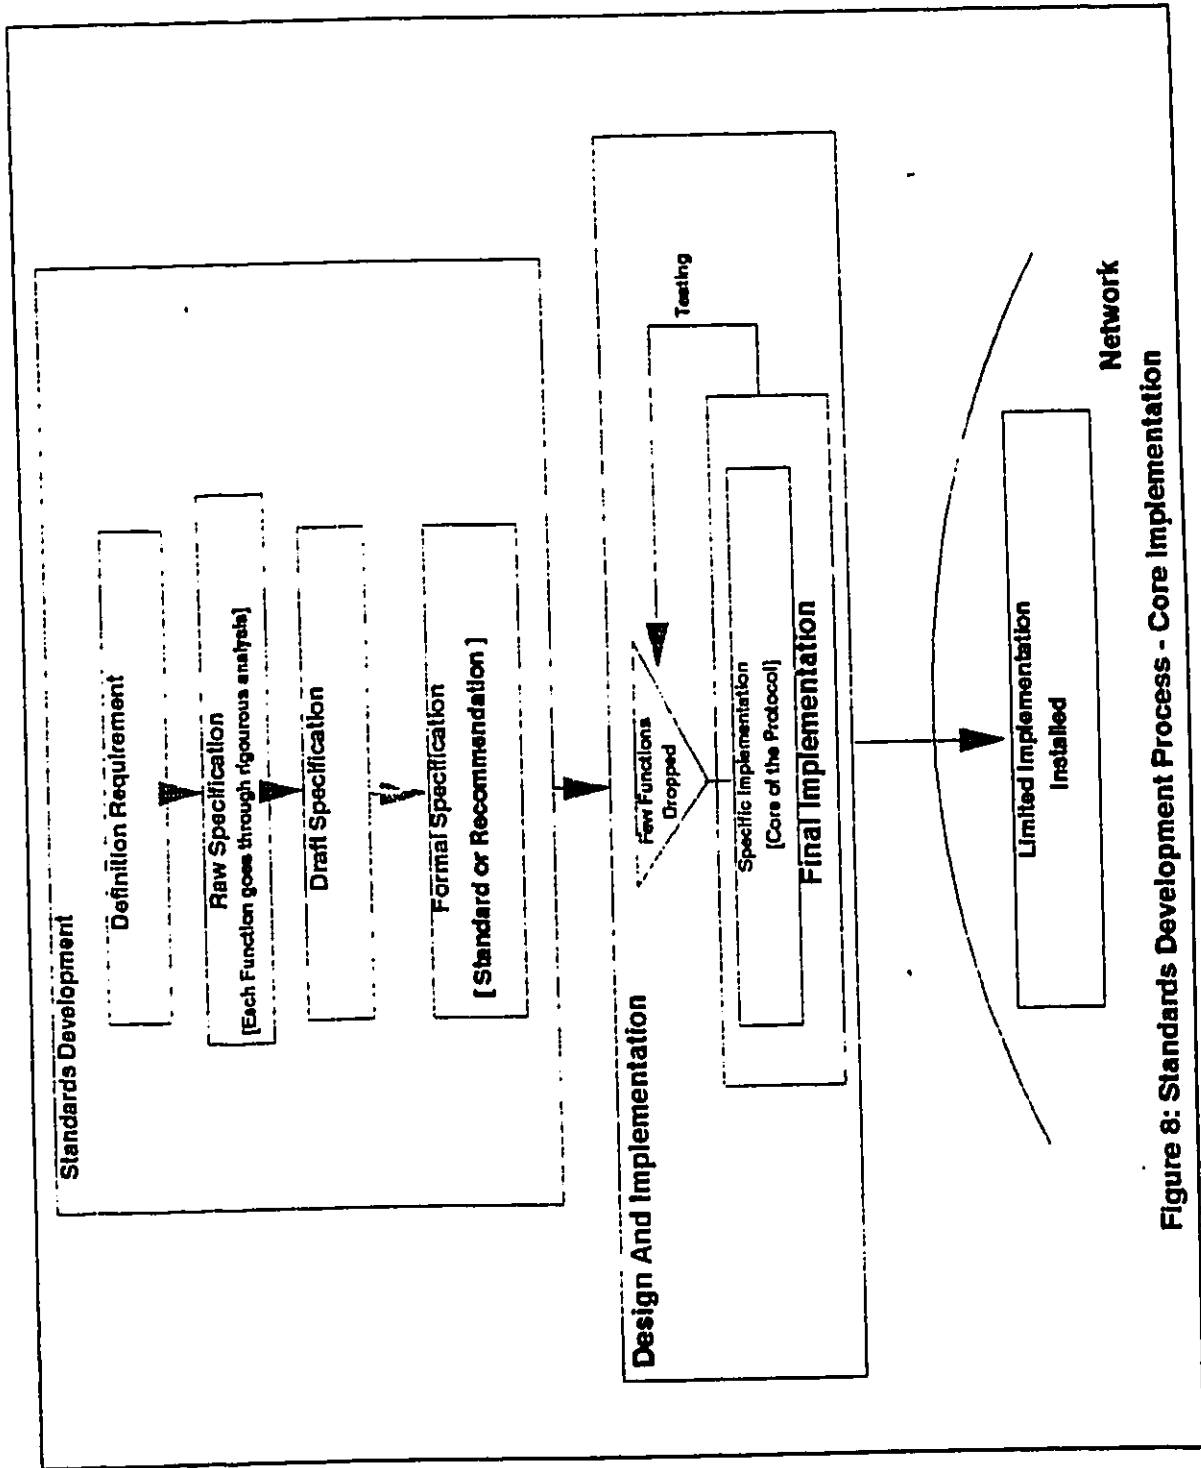 Standards Development
Definition Requirement
Raw Specification
[Each Function goes through rigourous analysis]
Draft Specification
Formal Specification
[ Standard or Recommendation ]
Design And Implementation
Few Functions
Dropped
Testing
Specific Implementation
[Core of the Protocol]
Final Implementation
Limited Implementation
Installed
Network
Figure 8: Standards Development Process - Core Implementation